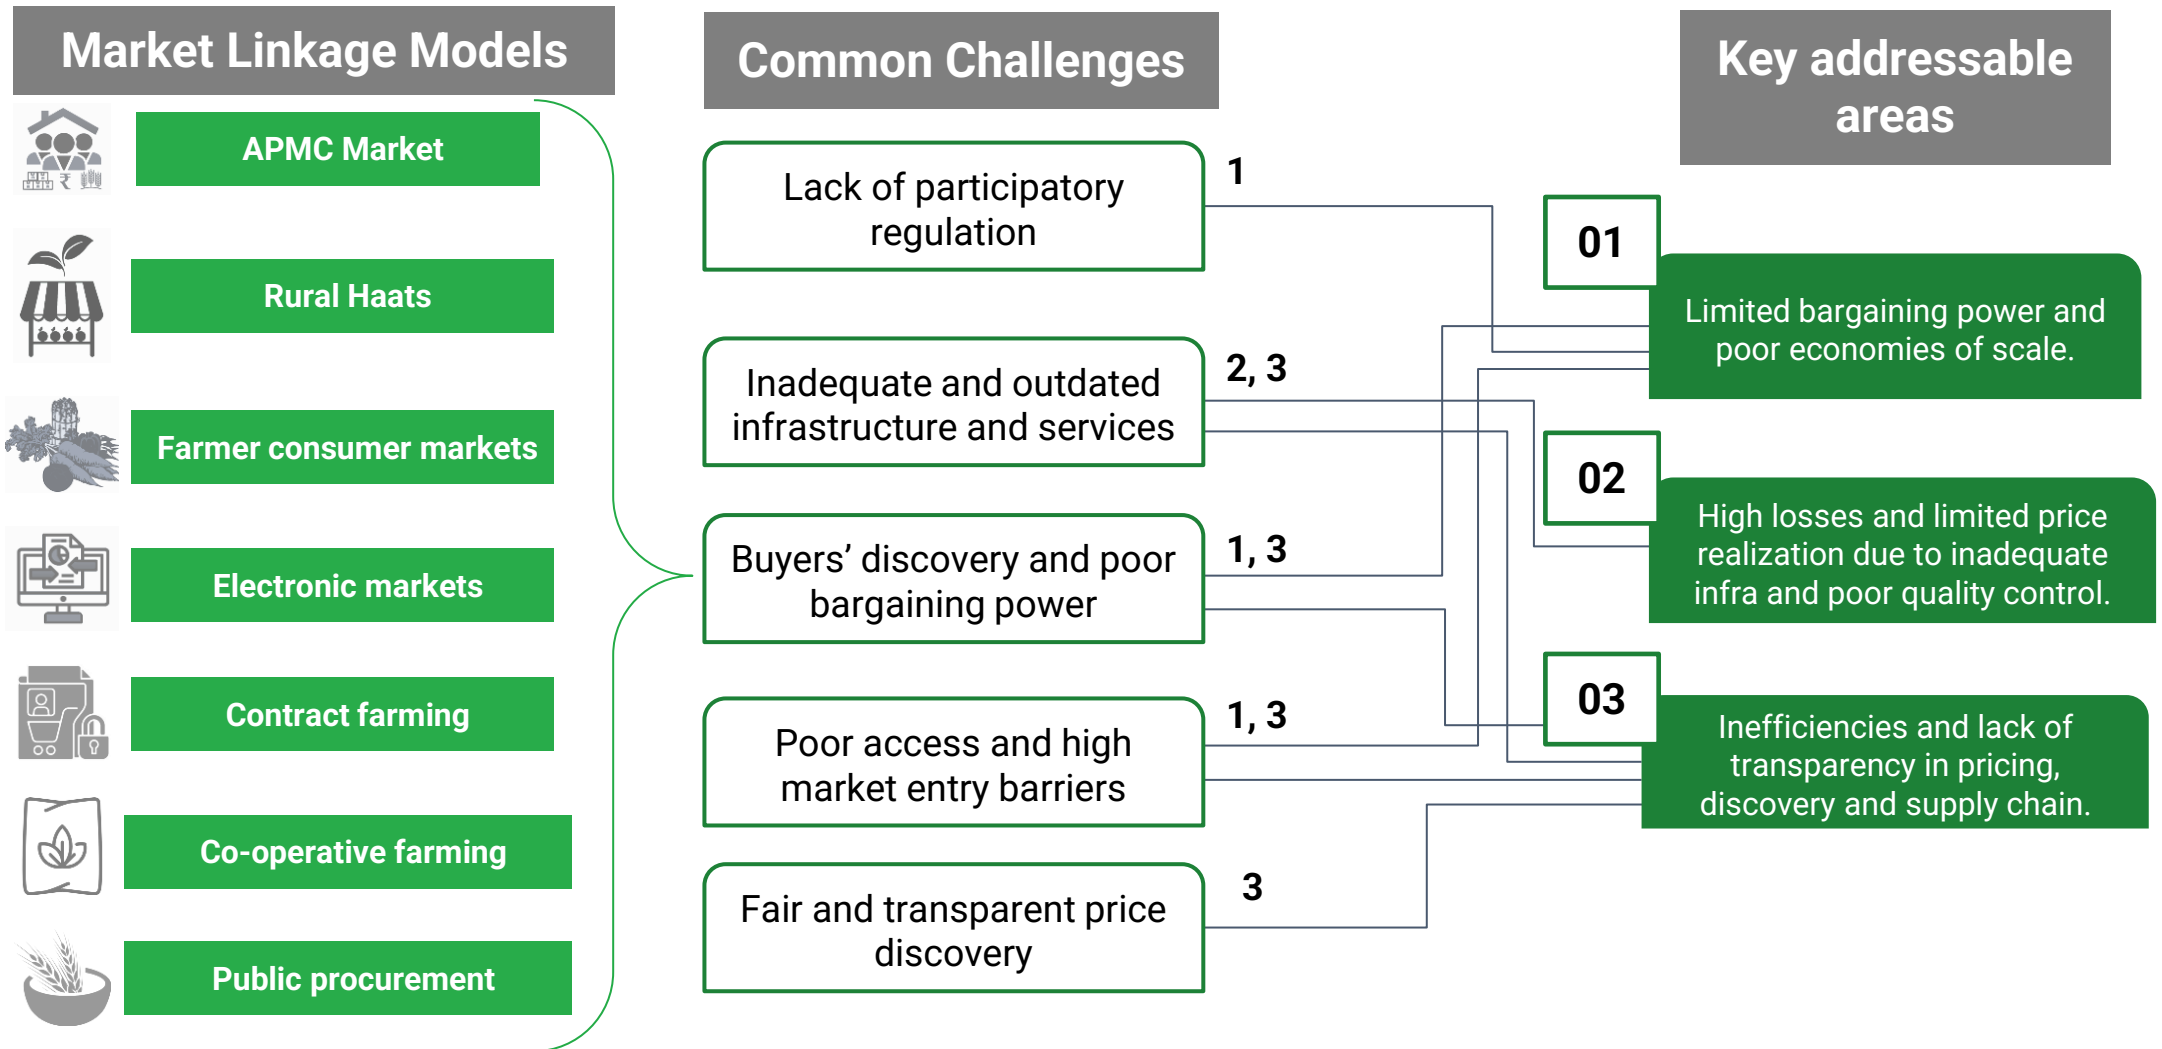 Market Linkage Models
APMC Market
Rural Haats
Farmer consumer markets
Electronic markets
Contract farming
Co-operative farming
Public procurement
Common Challenges
Lack of participatory
regulation
1
Inadequate and outdated
infrastructure and services
2, 3
Buyers’ discovery and poor
bargaining power
1, 3
Poor access and high
market entry barriers
1, 3
Fair and transparent price
discovery
3
Key addressable
areas
01
Limited bargaining power and
poor economies of scale.
02
High losses and limited price
realization due to inadequate
infra and poor quality control.
03
Inefficiencies and lack of
transparency in pricing,
discovery and supply chain.